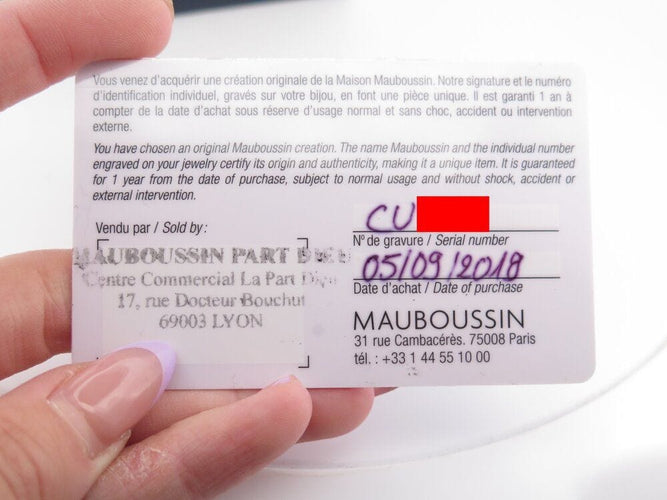 Vous venez d'acquérir une création originale de la Maison Mauboussin. Notre signature et le numéro
d'identification individuel, gravés sur votre bijou, en font une pièce unique. Il est garanti 1 an à
compter de la date d'achat sous réserve d'usage normal et sans choc, accident ou intervention
externe.
You have chosen an original Mauboussin creation. The name Mauboussin and the individual number
engraved on your jewelry certify its origin and authenticity, making it a unique item. It is guaranteed
for 1 year from the date of purchase, subject to normal usage and without shock, accident or
external intervention.
Vendu par / Sold by :
MAUBOUSSIN PART DIEU
Centre Commercial La Part Dieu
17, rue Docteur Bouchut
69003 LYON
CU
N° de gravure / Serial number
05/09/2018
Date d'achat / Date of purchase
MAUBOUSSIN
31 rue Cambacérès. 75008 Paris
tél. : +33 1 44 55 10 00